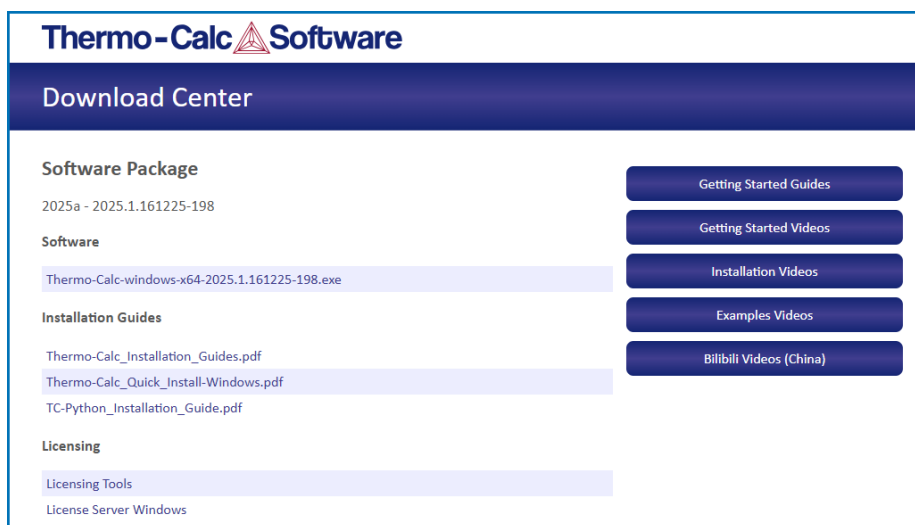 Thermo-Calc Software
Download Center
Software Package
2025a - 2025.1.161225-198
Software
Thermo-Calc-windows-x64-2025.1.161225-198.exe
Installation Guides
Thermo-Calc_Installation_Guides.pdf
Thermo-Calc_Quick_Install-Windows.pdf
TC-Python_Installation_Guide.pdf
Licensing
Licensing Tools
License Server Windows
Getting Started Guides
Getting Started Videos
Installation Videos
Examples Videos
Bilibili Videos (China)